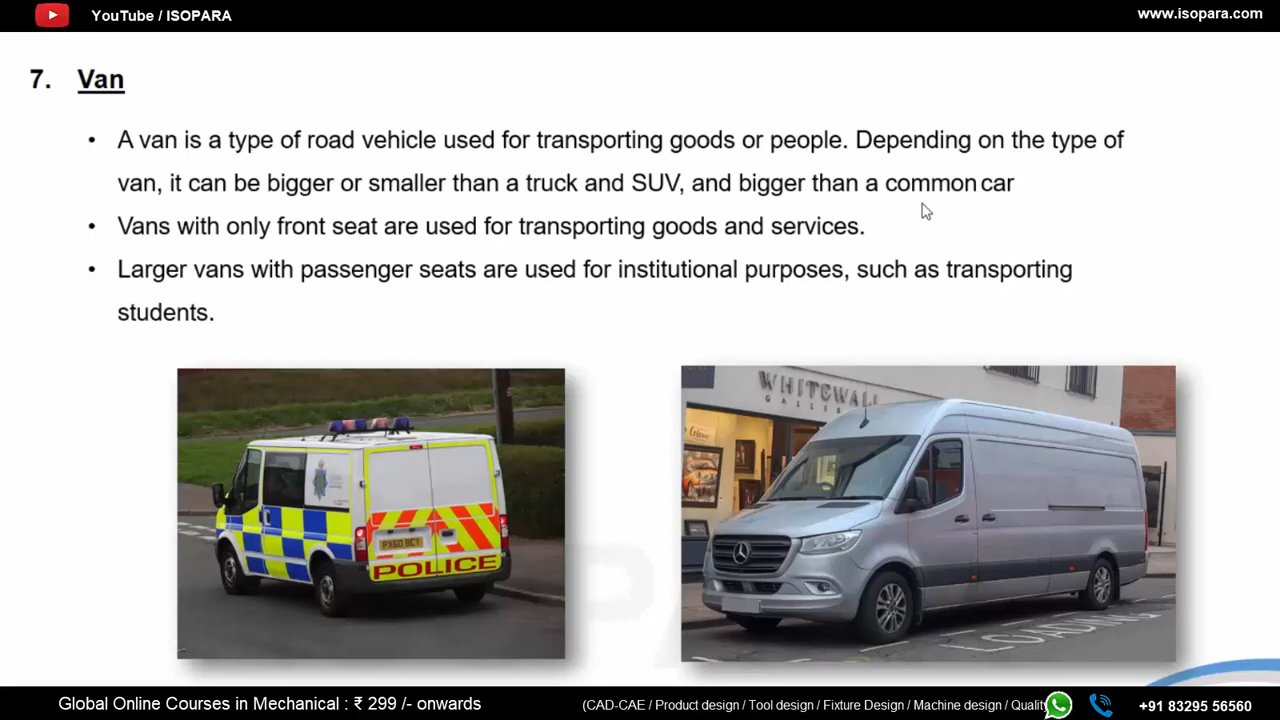 YouTube / ISOPARA
www.isopara.com
7. Van
• A van is a type of road vehicle used for transporting goods or people. Depending on the type of
van, it can be bigger or smaller than a truck and SUV, and bigger than a common car
• Vans with only front seat are used for transporting goods and services.
• Larger vans with passenger seats are used for institutional purposes, such as transporting
students.
WHITEWALL
GALLERIES
PX60 BCY
POLICE
LOADING
Global Online Courses in Mechanical : ₹ 299 /- onwards
(CAD-CAE / Product design / Tool design / Fixture Design / Machine design / Quality
+91 83295 56560